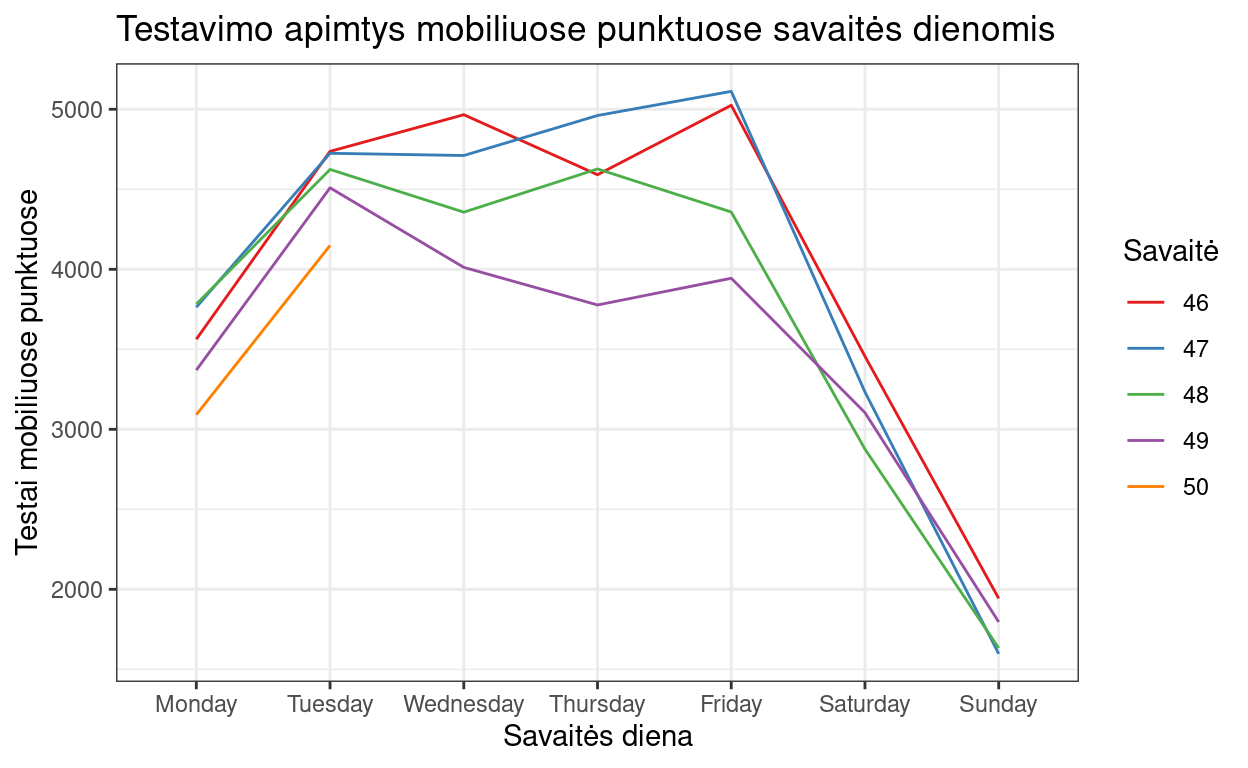 Testavimo apimtys mobiliuose punktuose savaitės dienomis
Testai mobiliuose punktuose
5000
4000
3000
2000
Monday Tuesday Wednesday Thursday Friday Saturday Sunday
Savaitės diena
Savaitė
46
47
48
49
50